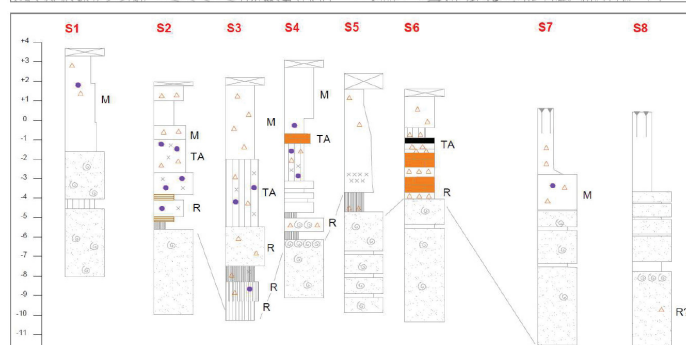 S1 S2 S3 S4 S5 S6 S7 S8
+4
+3
+2
+1
0
-1
-2
-3
-4
-5
-6
-7
-8
-9
-10
-11
M
M
TA
R
M
TA
R
R
R
TA
R
TA
R
M
R?